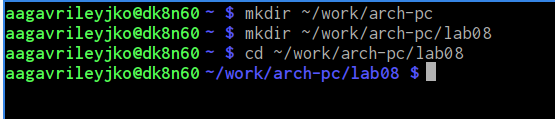 aagavrileyjko@dk8n60 ~ $ mkdir ~/work/arch-pc
aagavrileyjko@dk8n60 ~ $ mkdir ~/work/arch-pc/lab08
aagavrileyjko@dk8n60 ~ $ cd ~/work/arch-pc/lab08
aagavrileyjko@dk8n60 ~/work/arch-pc/lab08 $